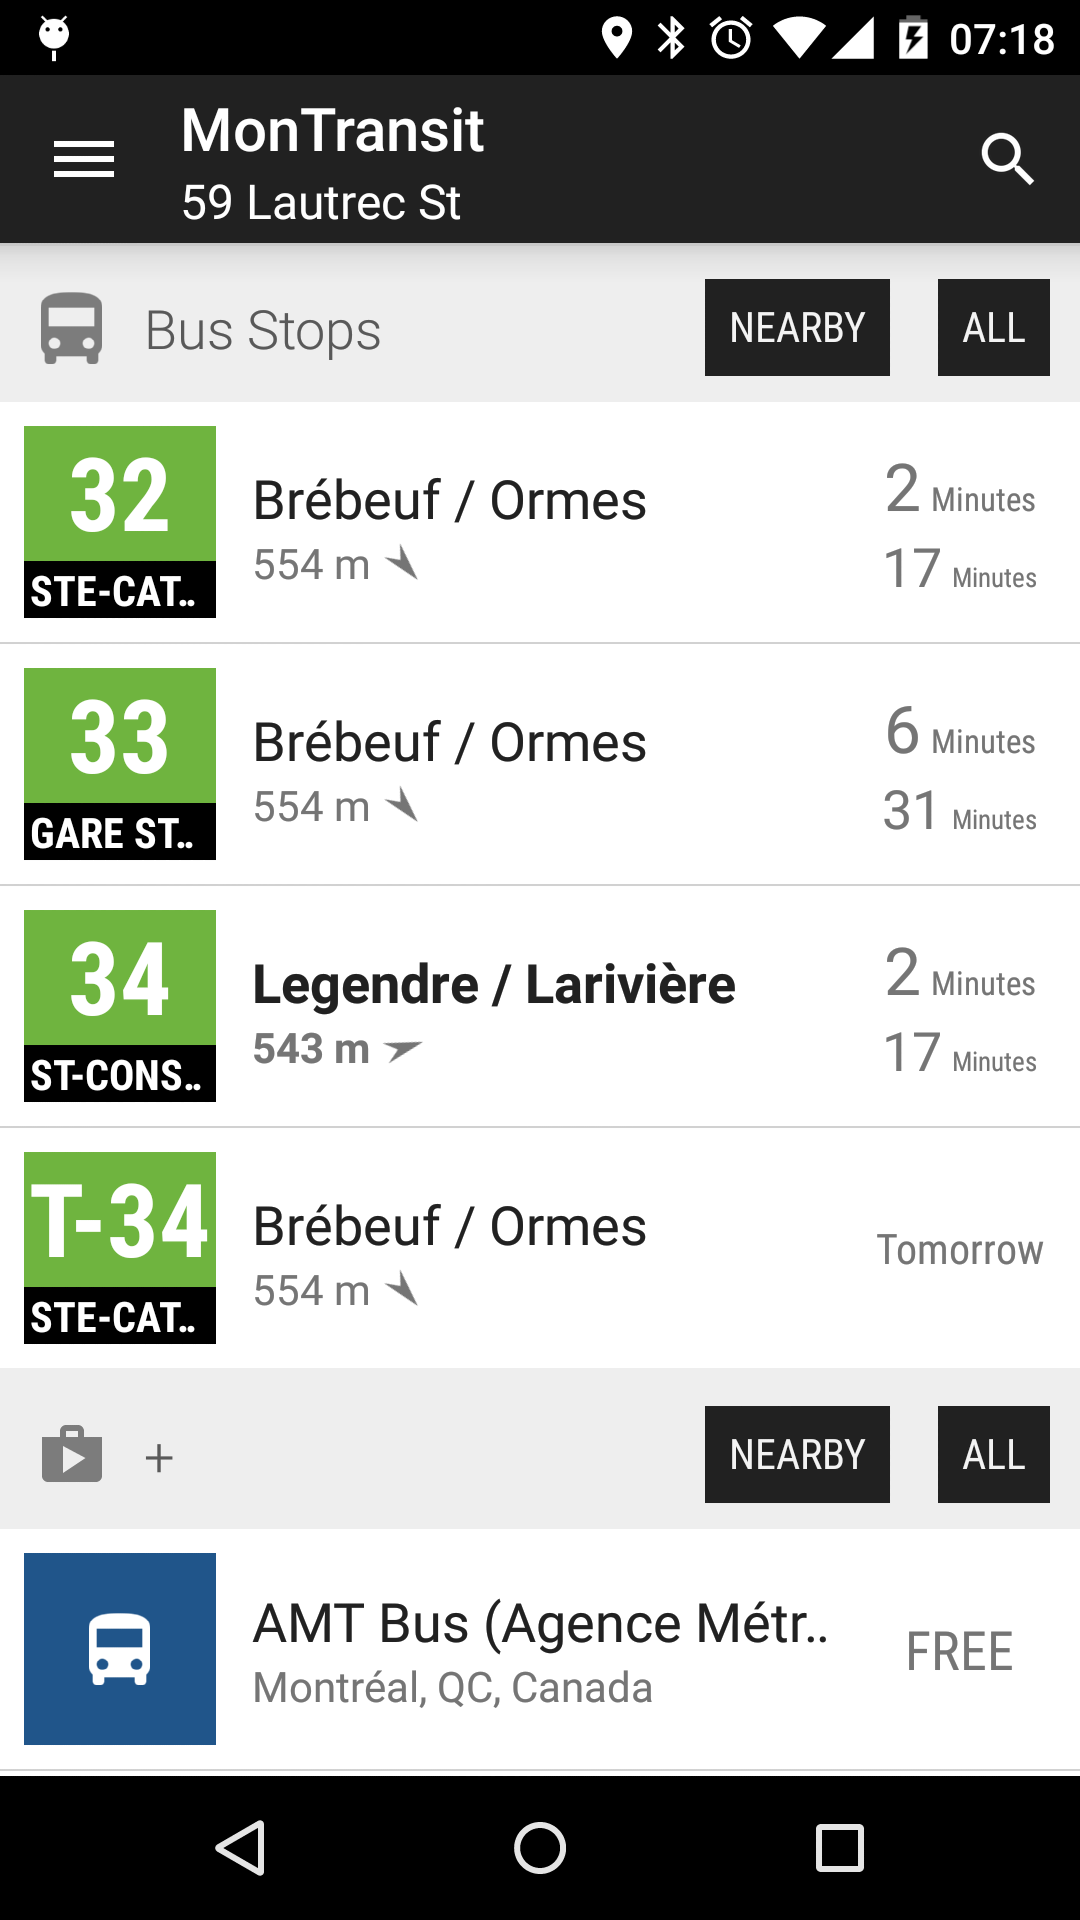 07:18
MonTransit
59 Lautrec St
Bus Stops NEARBY ALL
32
STE-CAT..
Brébeuf / Ormes
554 m
2 Minutes
17 Minutes
33
GARE ST..
Brébeuf / Ormes
554 m
6 Minutes
31 Minutes
34
ST-CONS..
Legendre / Larivière
543 m
2 Minutes
17 Minutes
T-34
STE-CAT..
Brébeuf / Ormes
554 m
Tomorrow
+ NEARBY ALL
AMT Bus (Agence Métr..
Montréal, QC, Canada
FREE